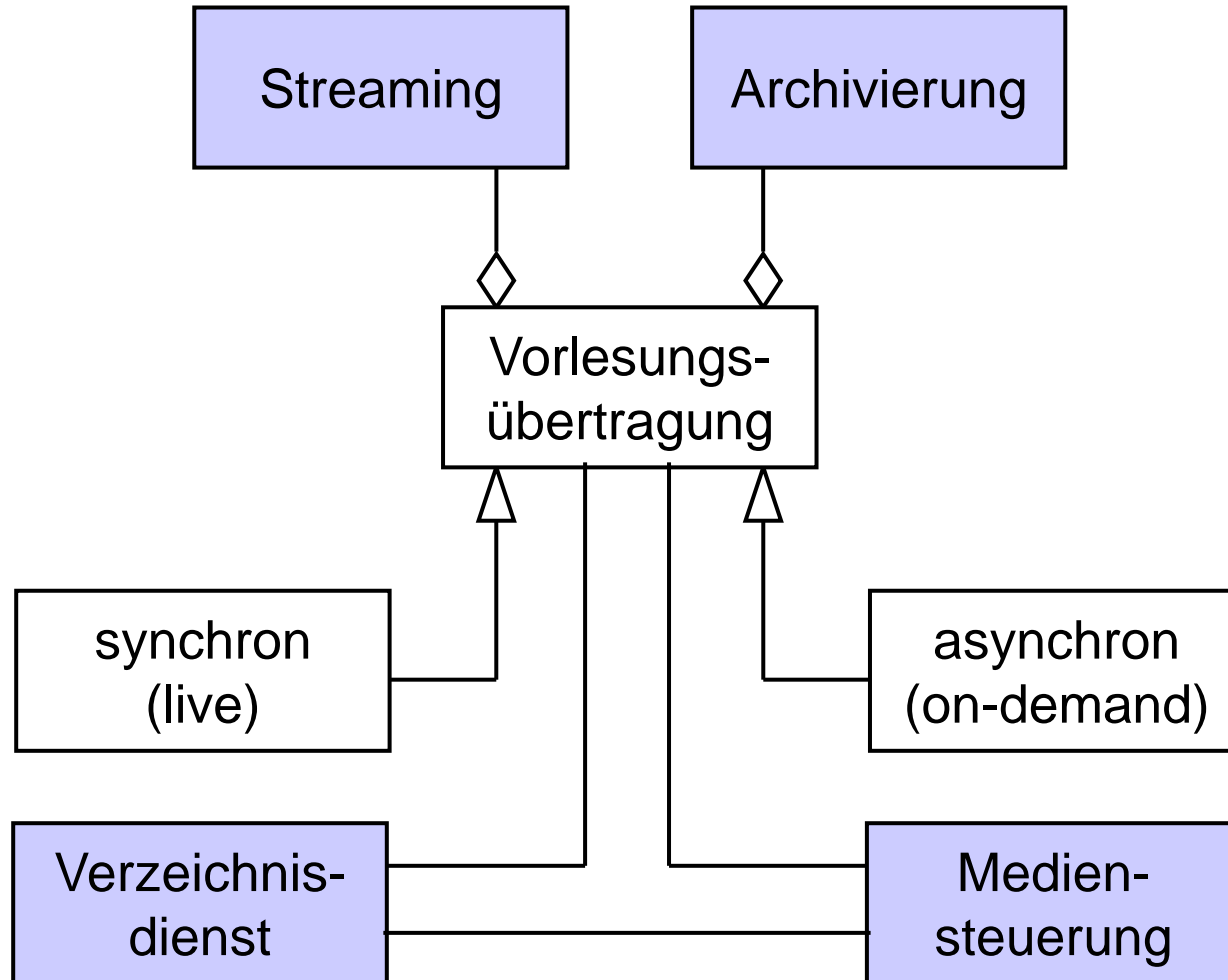 Streaming
Archivierung
Vorlesungs-
übertragung
synchron
(live)
asynchron
(on-demand)
Verzeichnis-
dienst
Medien-
steuerung